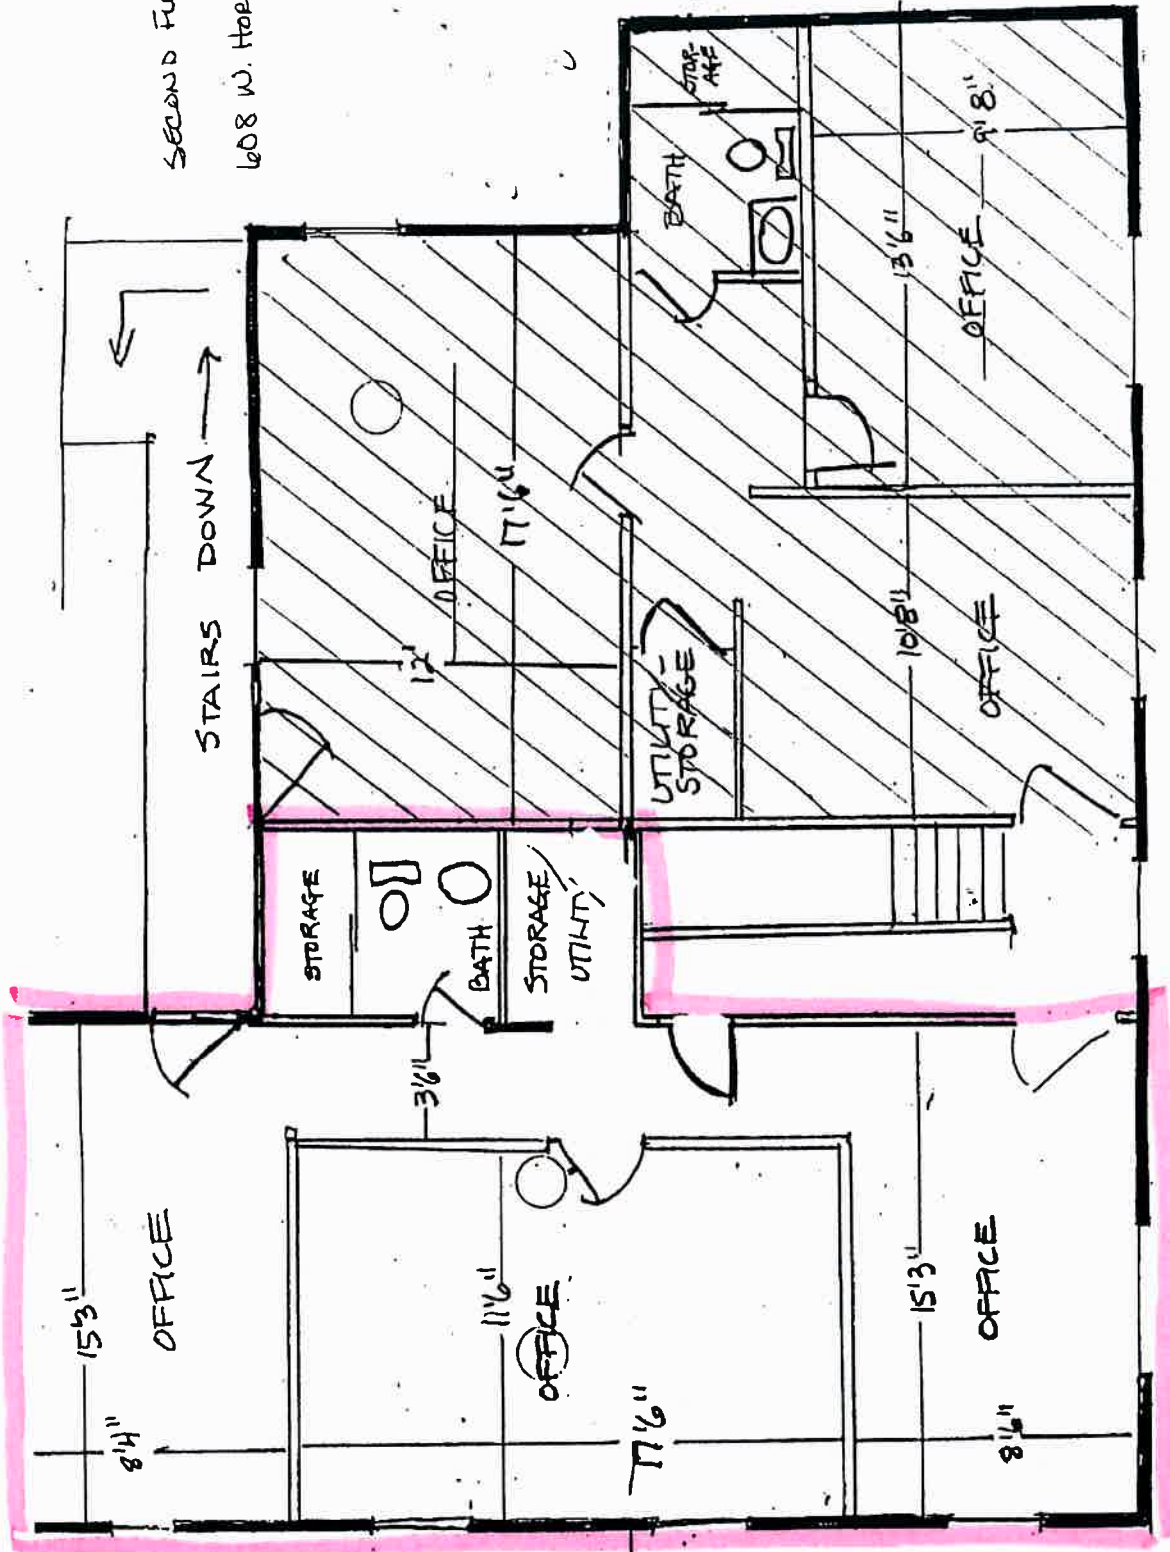 SECOND
608 W.
STAIRS DOWN
STOR-
AGE
BATH
9'8"
13'6"
OFFICE
OFFICE
17'6"
12'
UTILITY
STORAGE
10'8"
OFFICE
STORAGE
BATH
STORAGE/
UTILITY
3'6"
15'3"
OFFICE
8'4"
11'6"
OFFICE
17'6"
15'3"
OFFICE
8'6"